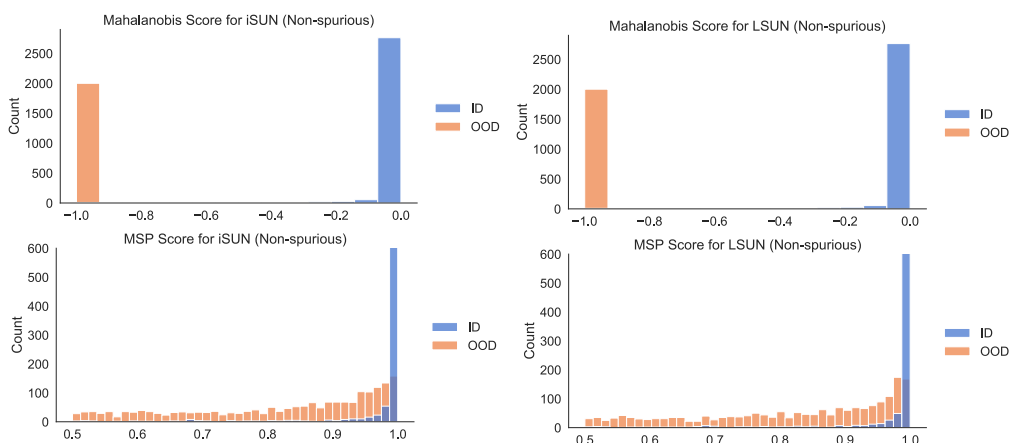 Mahalanobis Score for iSUN (Non-spurious)
Count
2500
2000
1500
1000
500
0
−1.0 −0.8 −0.6 −0.4 −0.2 0.0
ID
OOD
Mahalanobis Score for LSUN (Non-spurious)
Count
2500
2000
1500
1000
500
0
−1.0 −0.8 −0.6 −0.4 −0.2 0.0
ID
OOD
MSP Score for iSUN (Non-spurious)
Count
600
500
400
300
200
100
0
0.5 0.6 0.7 0.8 0.9 1.0
ID
OOD
MSP Score for LSUN (Non-spurious)
Count
600
500
400
300
200
100
0
0.5 0.6 0.7 0.8 0.9 1.0
ID
OOD